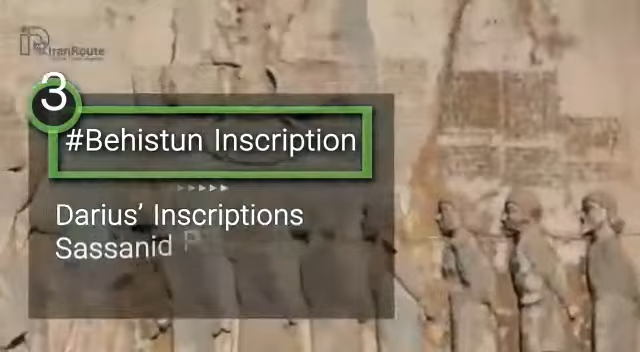 IranRoute
3
#Behistun Inscription
Darius' Inscriptions
Sassanid P